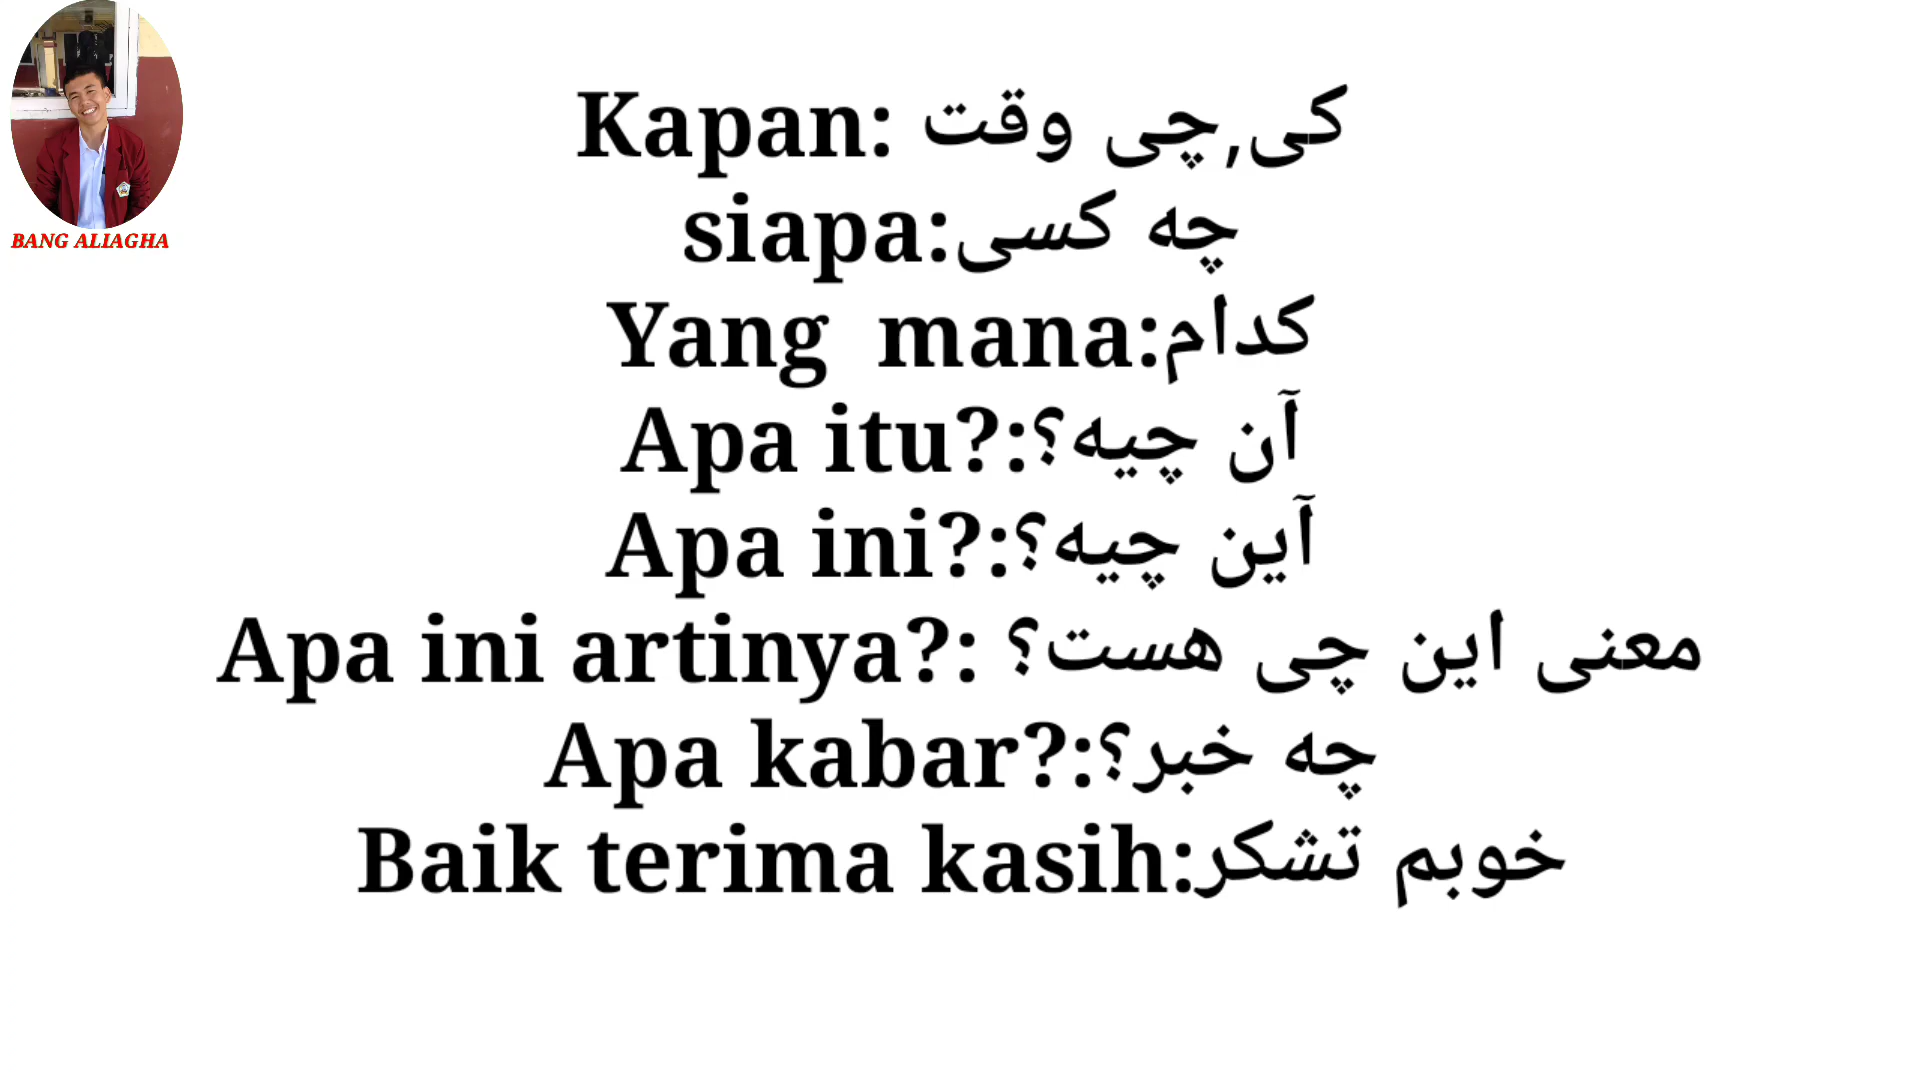 BANG ALIAGHA
Kapan: کی,چی وقت
siapa:چه کسی
Yang  mana:کدام
Apa itu?:آن چیه؟
Apa ini?:آین چیه؟
Apa ini artinya?: معنی این چی هست؟
Apa kabar?:چه خبر؟
Baik terima kasih:خوبم تشکر